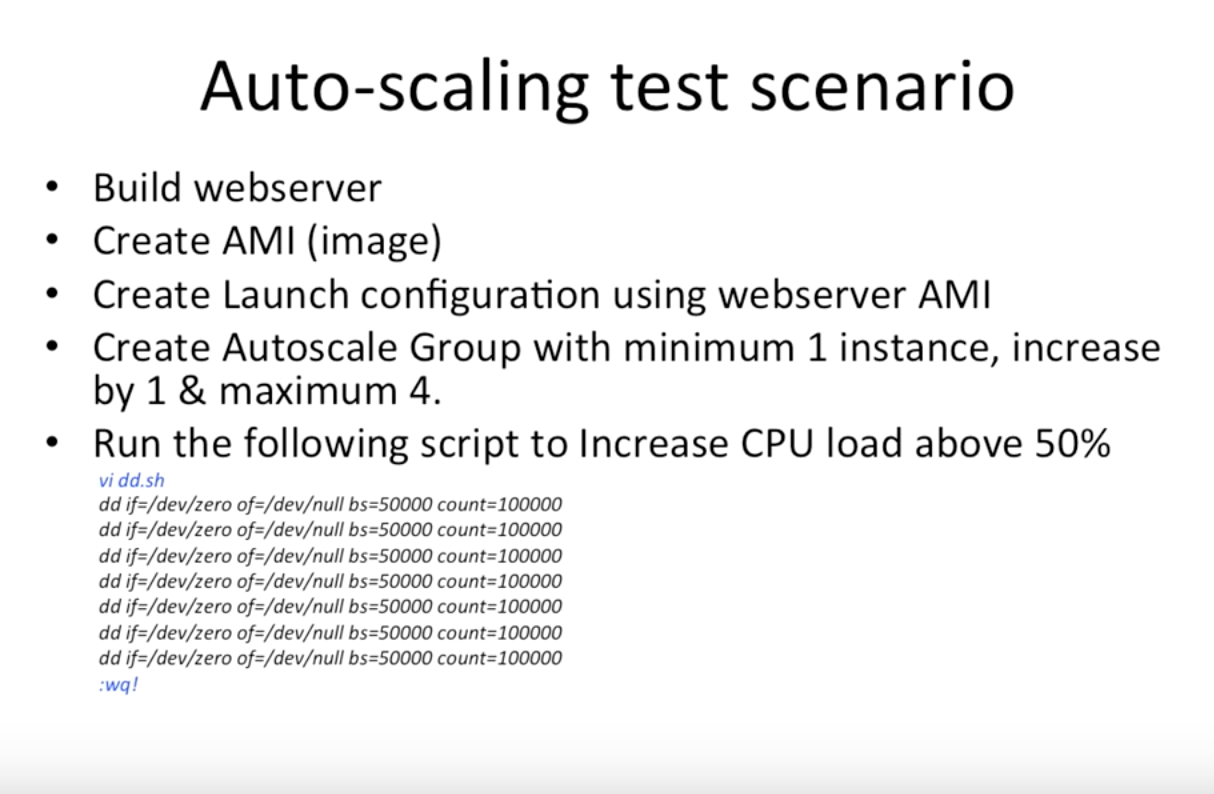 Auto-scaling test scenario
• Build webserver
• Create AMI (image)
• Create Launch configuration using webserver AMI
• Create Autoscale Group with minimum 1 instance, increase
by 1 & maximum 4.
• Run the following script to Increase CPU load above 50%
vi dd.sh
dd if=/dev/zero of=/dev/null bs=50000 count=100000
dd if=/dev/zero of=/dev/null bs=50000 count=100000
dd if=/dev/zero of=/dev/null bs=50000 count=100000
dd if=/dev/zero of=/dev/null bs=50000 count=100000
dd if=/dev/zero of=/dev/null bs=50000 count=100000
dd if=/dev/zero of=/dev/null bs=50000 count=100000
dd if=/dev/zero of=/dev/null bs=50000 count=100000
:wq!